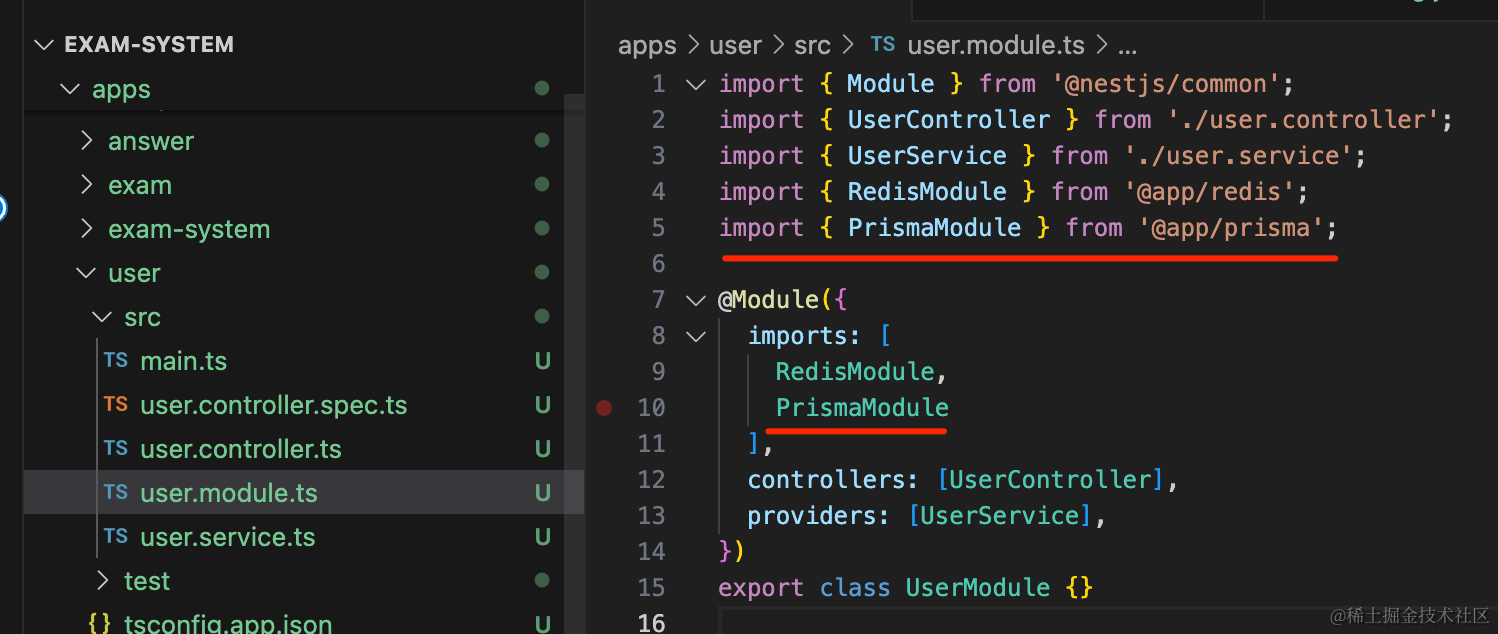 EXAM-SYSTEM
apps
answer
exam
exam-system
user
src
TS main.ts U
TS user.controller.spec.ts U
TS user.controller.ts U
TS user.module.ts U
TS user.service.ts U
test
{} tsconfig.app.json U
apps > user > src > TS user.module.ts > ...
1 import { Module } from '@nestjs/common';
2 import { UserController } from './user.controller';
3 import { UserService } from './user.service';
4 import { RedisModule } from '@app/redis';
5 import { PrismaModule } from '@app/prisma';
6
7 @Module({
8 imports: [
9 RedisModule,
10 PrismaModule
11 ],
12 controllers: [UserController],
13 providers: [UserService],
14 })
15 export class UserModule {}
16
@稀土掘金技术社区